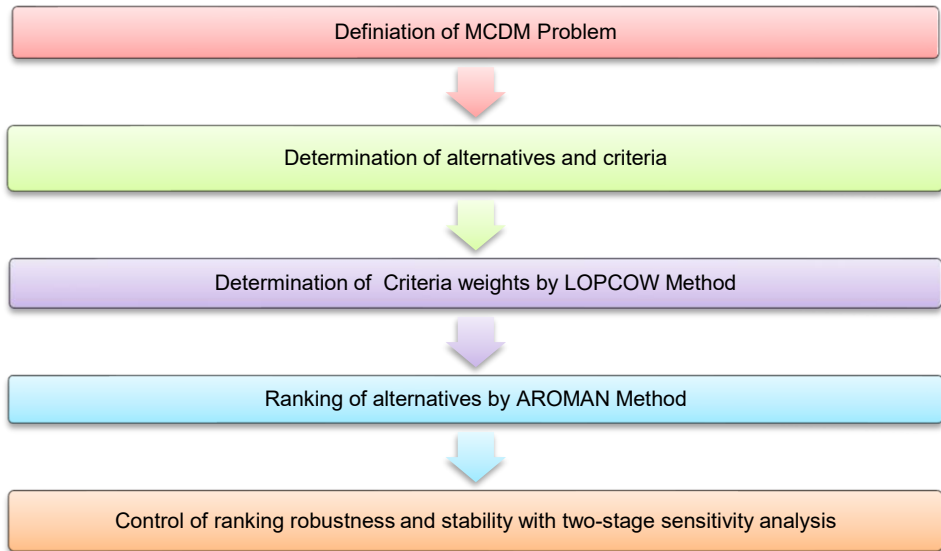 Definiation of MCDM Problem
Determination of alternatives and criteria
Determination of  Criteria weights by LOPCOW Method
Ranking of alternatives by AROMAN Method
Control of ranking robustness and stability with two-stage sensitivity analysis